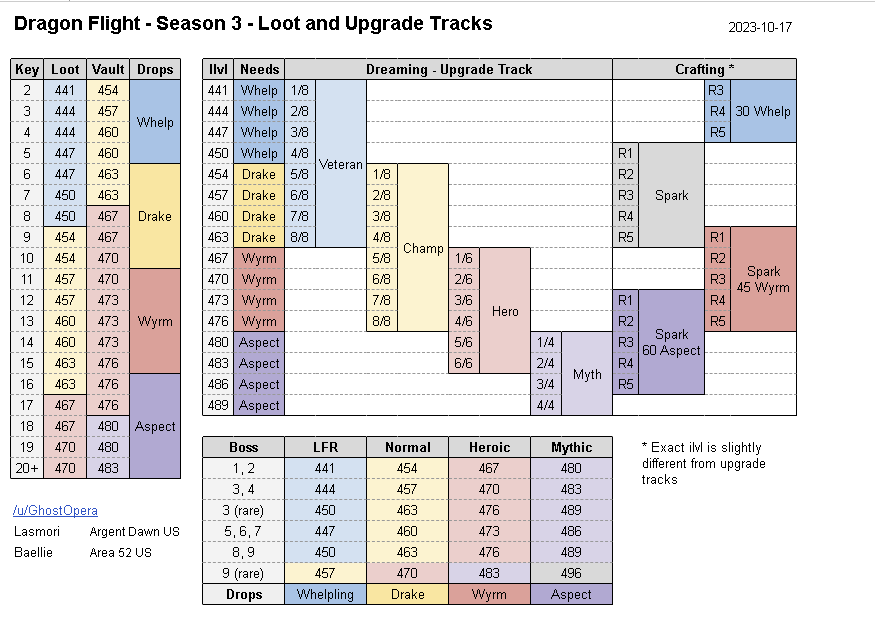 Dragon Flight - Season 3 - Loot and Upgrade Tracks
2023-10-17
Key Loot Vault Drops
2 441 454
3 444 457
4 444 460
5 447 460
6 447 463
7 450 463
8 450 467
9 454 467
10 454 470
11 457 470
12 457 473
13 460 473
14 460 473
15 463 476
16 463 476
17 467 476
18 467 480
19 470 480
20+ 470 483
Whelp
Drake
Wyrm
Aspect
Ilvl Needs Dreaming - Upgrade Track Crafting *
441 Whelp 1/8 R3
444 Whelp 2/8 R4 30 Whelp
447 Whelp 3/8 R5
450 Whelp 4/8 Veteran R1
454 Drake 5/8 1/8 R2
457 Drake 6/8 2/8 R3 Spark
460 Drake 7/8 3/8 R4
463 Drake 8/8 4/8 Champ R5 R1
467 Wyrm 5/8 1/6 R2
470 Wyrm 6/8 2/6 R3 Spark
45 Wyrm
473 Wyrm 7/8 3/6 Hero R1 R4
476 Wyrm 8/8 4/6 R2 R5
480 Aspect 5/6 1/4 R3 Spark
60 Aspect
483 Aspect 6/6 2/4 Myth R4
486 Aspect 3/4 R5
489 Aspect 4/4
Boss LFR Normal Heroic Mythic
1, 2 441 454 467 480
3, 4 444 457 470 483
3 (rare) 450 463 476 489
5, 6, 7 447 460 473 486
8, 9 450 463 476 489
9 (rare) 457 470 483 496
Drops Whelpling Drake Wyrm Aspect
* Exact ilvl is slightly
different from upgrade
tracks
/u/GhostOpera
Lasmori Argent Dawn US
Baellie Area 52 US